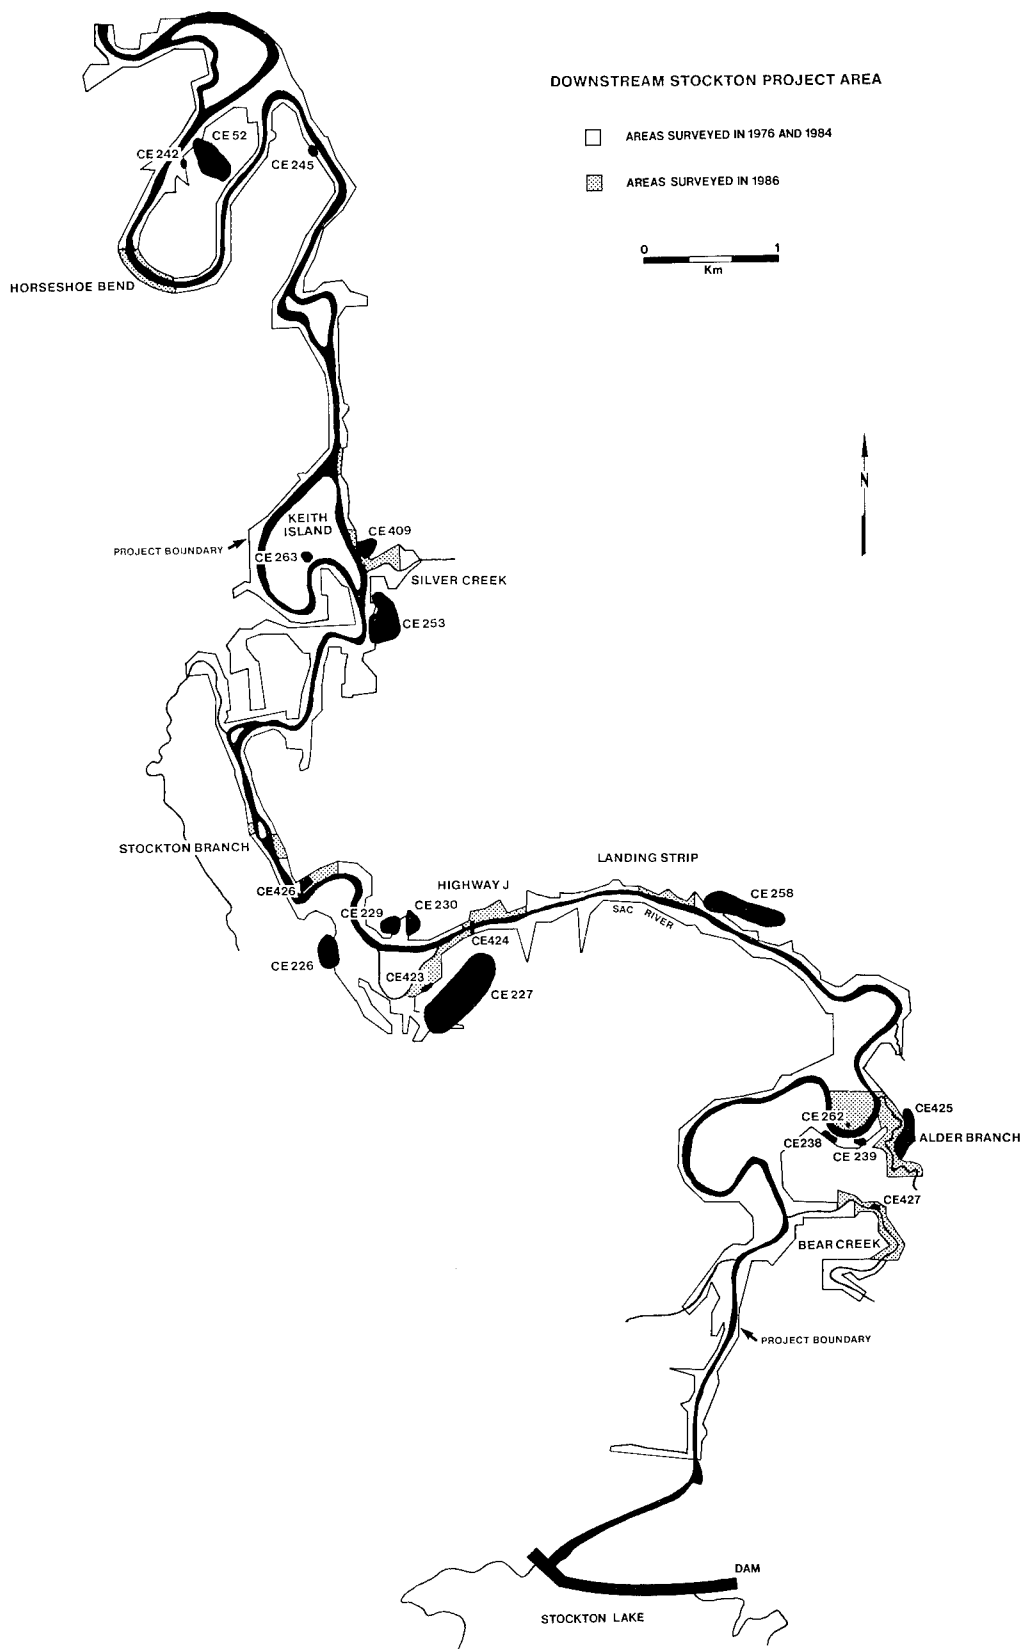 DOWNSTREAM STOCKTON PROJECT AREA
AREAS SURVEYED IN 1976 AND 1984
AREAS SURVEYED IN 1986
0 1
Km
CE 52
CE 242
CE 245
HORSESHOE BEND
N
KEITH
ISLAND
CE 409
PROJECT BOUNDARY
CE 263
SILVER CREEK
CE 253
STOCKTON BRANCH
LANDING STRIP
HIGHWAY J
CE426
CE 258
CE 229
CE 230
SAC RIVER
CE424
CE 226
CE423
CE 227
CE 262
CE425
CE238
CE 239
ALDER BRANCH
CE427
BEAR CREEK
PROJECT BOUNDARY
DAM
STOCKTON LAKE